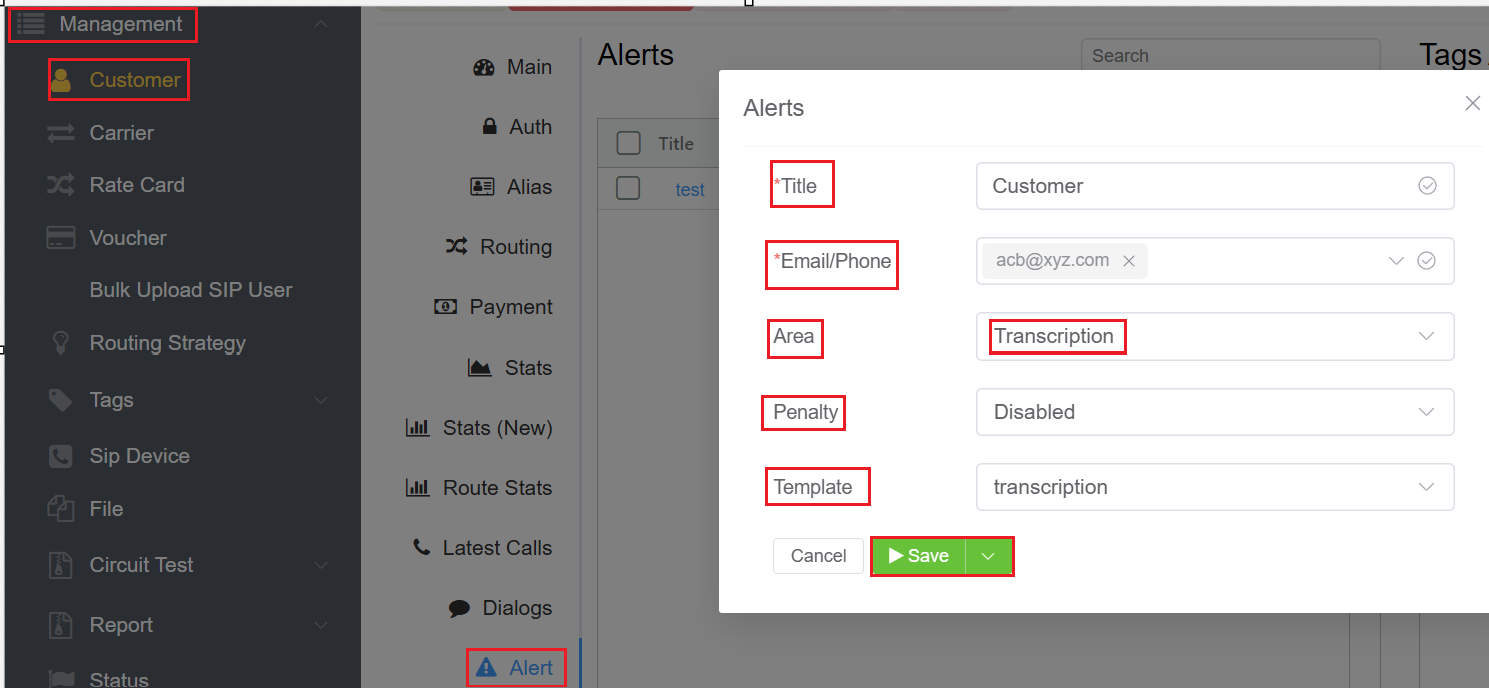 Management
Customer
Carrier
Rate Card
Voucher
Bulk Upload SIP User
Routing Strategy
Tags
Sip Device
File
Circuit Test
Report
Status
Main
Auth
Alias
Routing
Payment
Stats
Stats (New)
Route Stats
Latest Calls
Dialogs
Alert
Alerts
Search
Tags
Title
test
Alerts
*Title
Customer
*Email/Phone
acb@xyz.com
Area
Transcription
Penalty
Disabled
Template
transcription
Cancel
Save